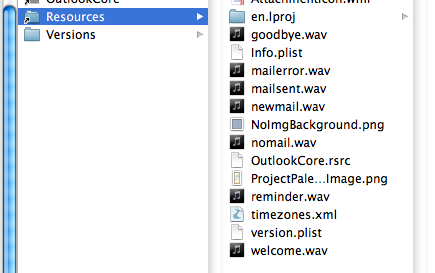 OutlookCore
Resources
Versions
AttachmentIcon.wmf
en.lproj
goodbye.wav
Info.plist
mailerror.wav
mailsent.wav
newmail.wav
NoImgBackground.png
nomail.wav
OutlookCore.rsrc
ProjectPale...Image.png
reminder.wav
timezones.xml
version.plist
welcome.wav